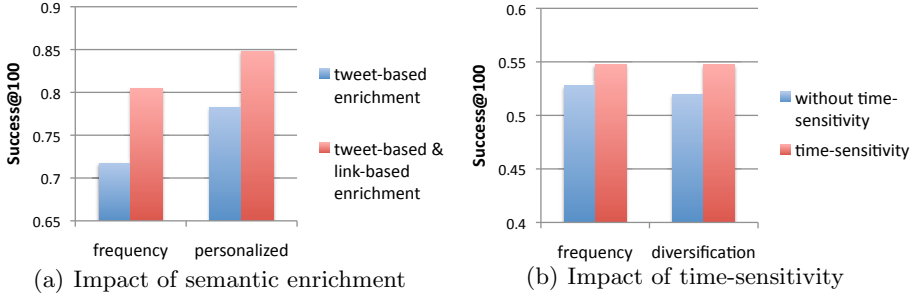 0.9
0.85
0.8
0.75
0.7
0.65
Success@100
frequency
personalized
tweet-based
enrichment
tweet-based &
link-based
enrichment
(a) Impact of semantic enrichment
0.6
0.55
0.5
0.45
0.4
Success@100
frequency
diversification
without time-
sensitivity
time-sensitivity
(b) Impact of time-sensitivity